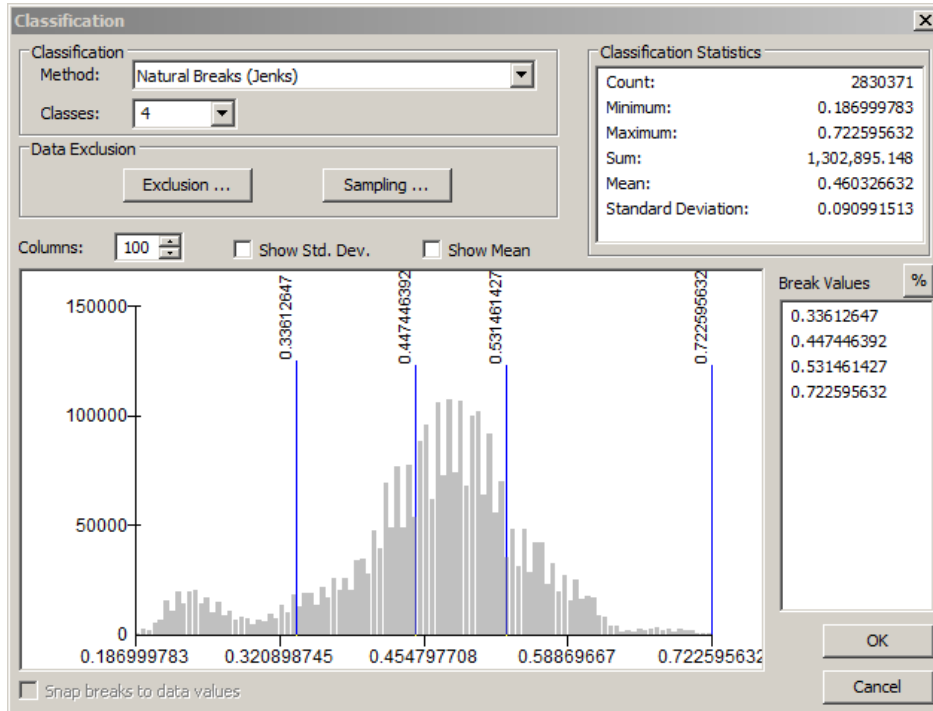 Classification
Classification
Method: Natural Breaks (Jenks)
Classes: 4
Data Exclusion
Exclusion ... Sampling ...
Classification Statistics
Count: 2830371
Minimum: 0.186999783
Maximum: 0.722595632
Sum: 1,302,895.148
Mean: 0.460326632
Standard Deviation: 0.090991513
Columns: 100 Show Std. Dev. Show Mean
0.33612647
0.447446392
0.531461427
0.722595632
150000
100000
50000
0
0.186999783 0.320898745 0.454797708 0.58869667 0.722595632
Break Values %
0.33612647
0.447446392
0.531461427
0.722595632
OK
Snap breaks to data values
Cancel